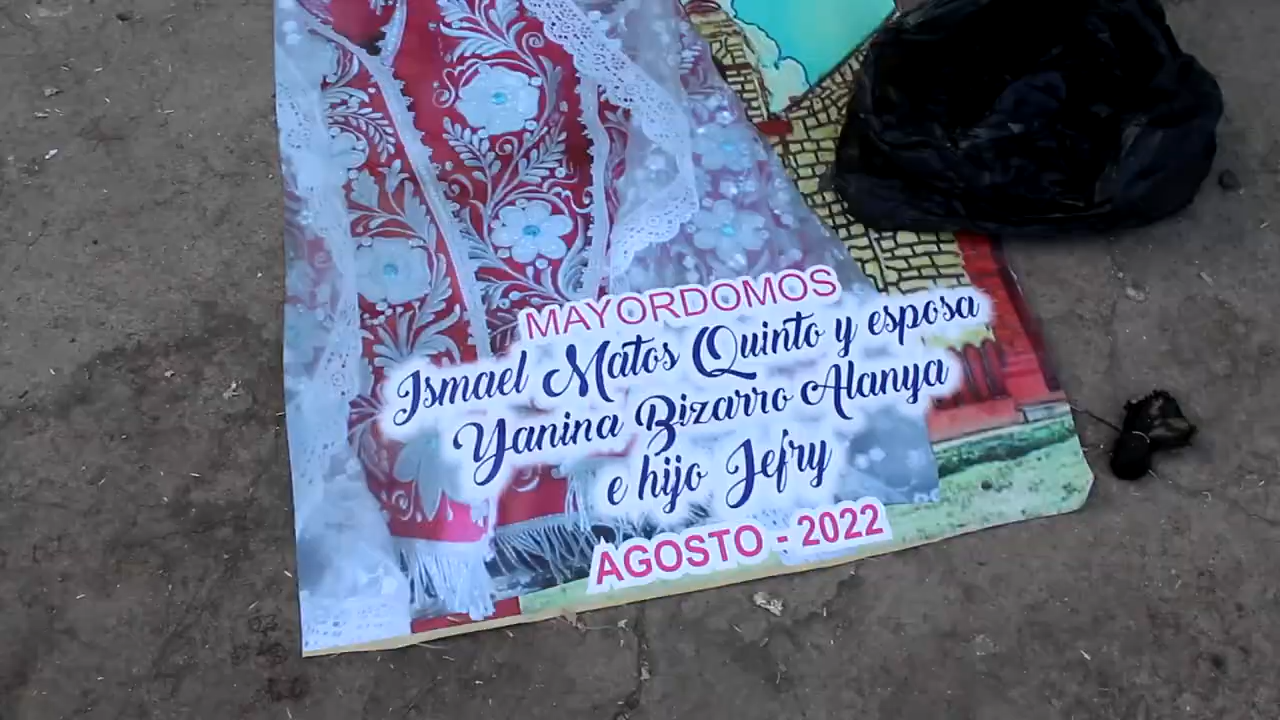 MAYORDOMOS
Ismael Matos Quinto y esposa
Yanina Bizarro Alanya
e hijo Jefry
AGOSTO - 2022